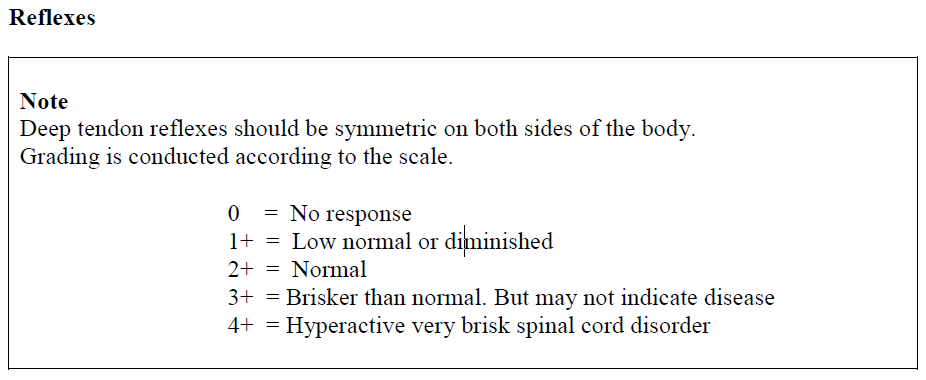 Reflexes
Note
Deep tendon reflexes should be symmetric on both sides of the body.
Grading is conducted according to the scale.
0 = No response
1+ = Low normal or diminished
2+ = Normal
3+ = Brisker than normal. But may not indicate disease
4+ = Hyperactive very brisk spinal cord disorder